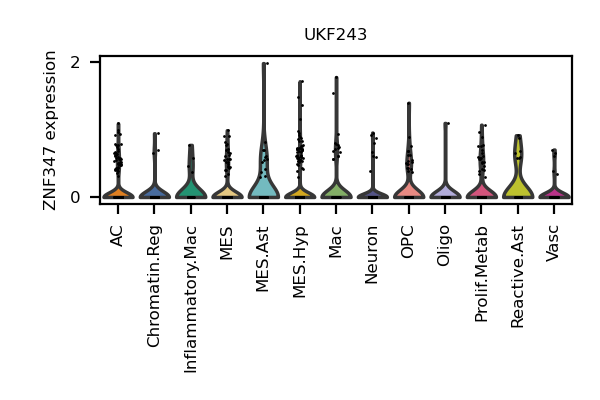 UKF243
ZNF347 expression
2
0
AC
Chromatin.Reg
Inflammatory.Mac
MES
MES.Ast
MES.Hyp
Mac
Neuron
OPC
Oligo
Prolif.Metab
Reactive.Ast
Vasc